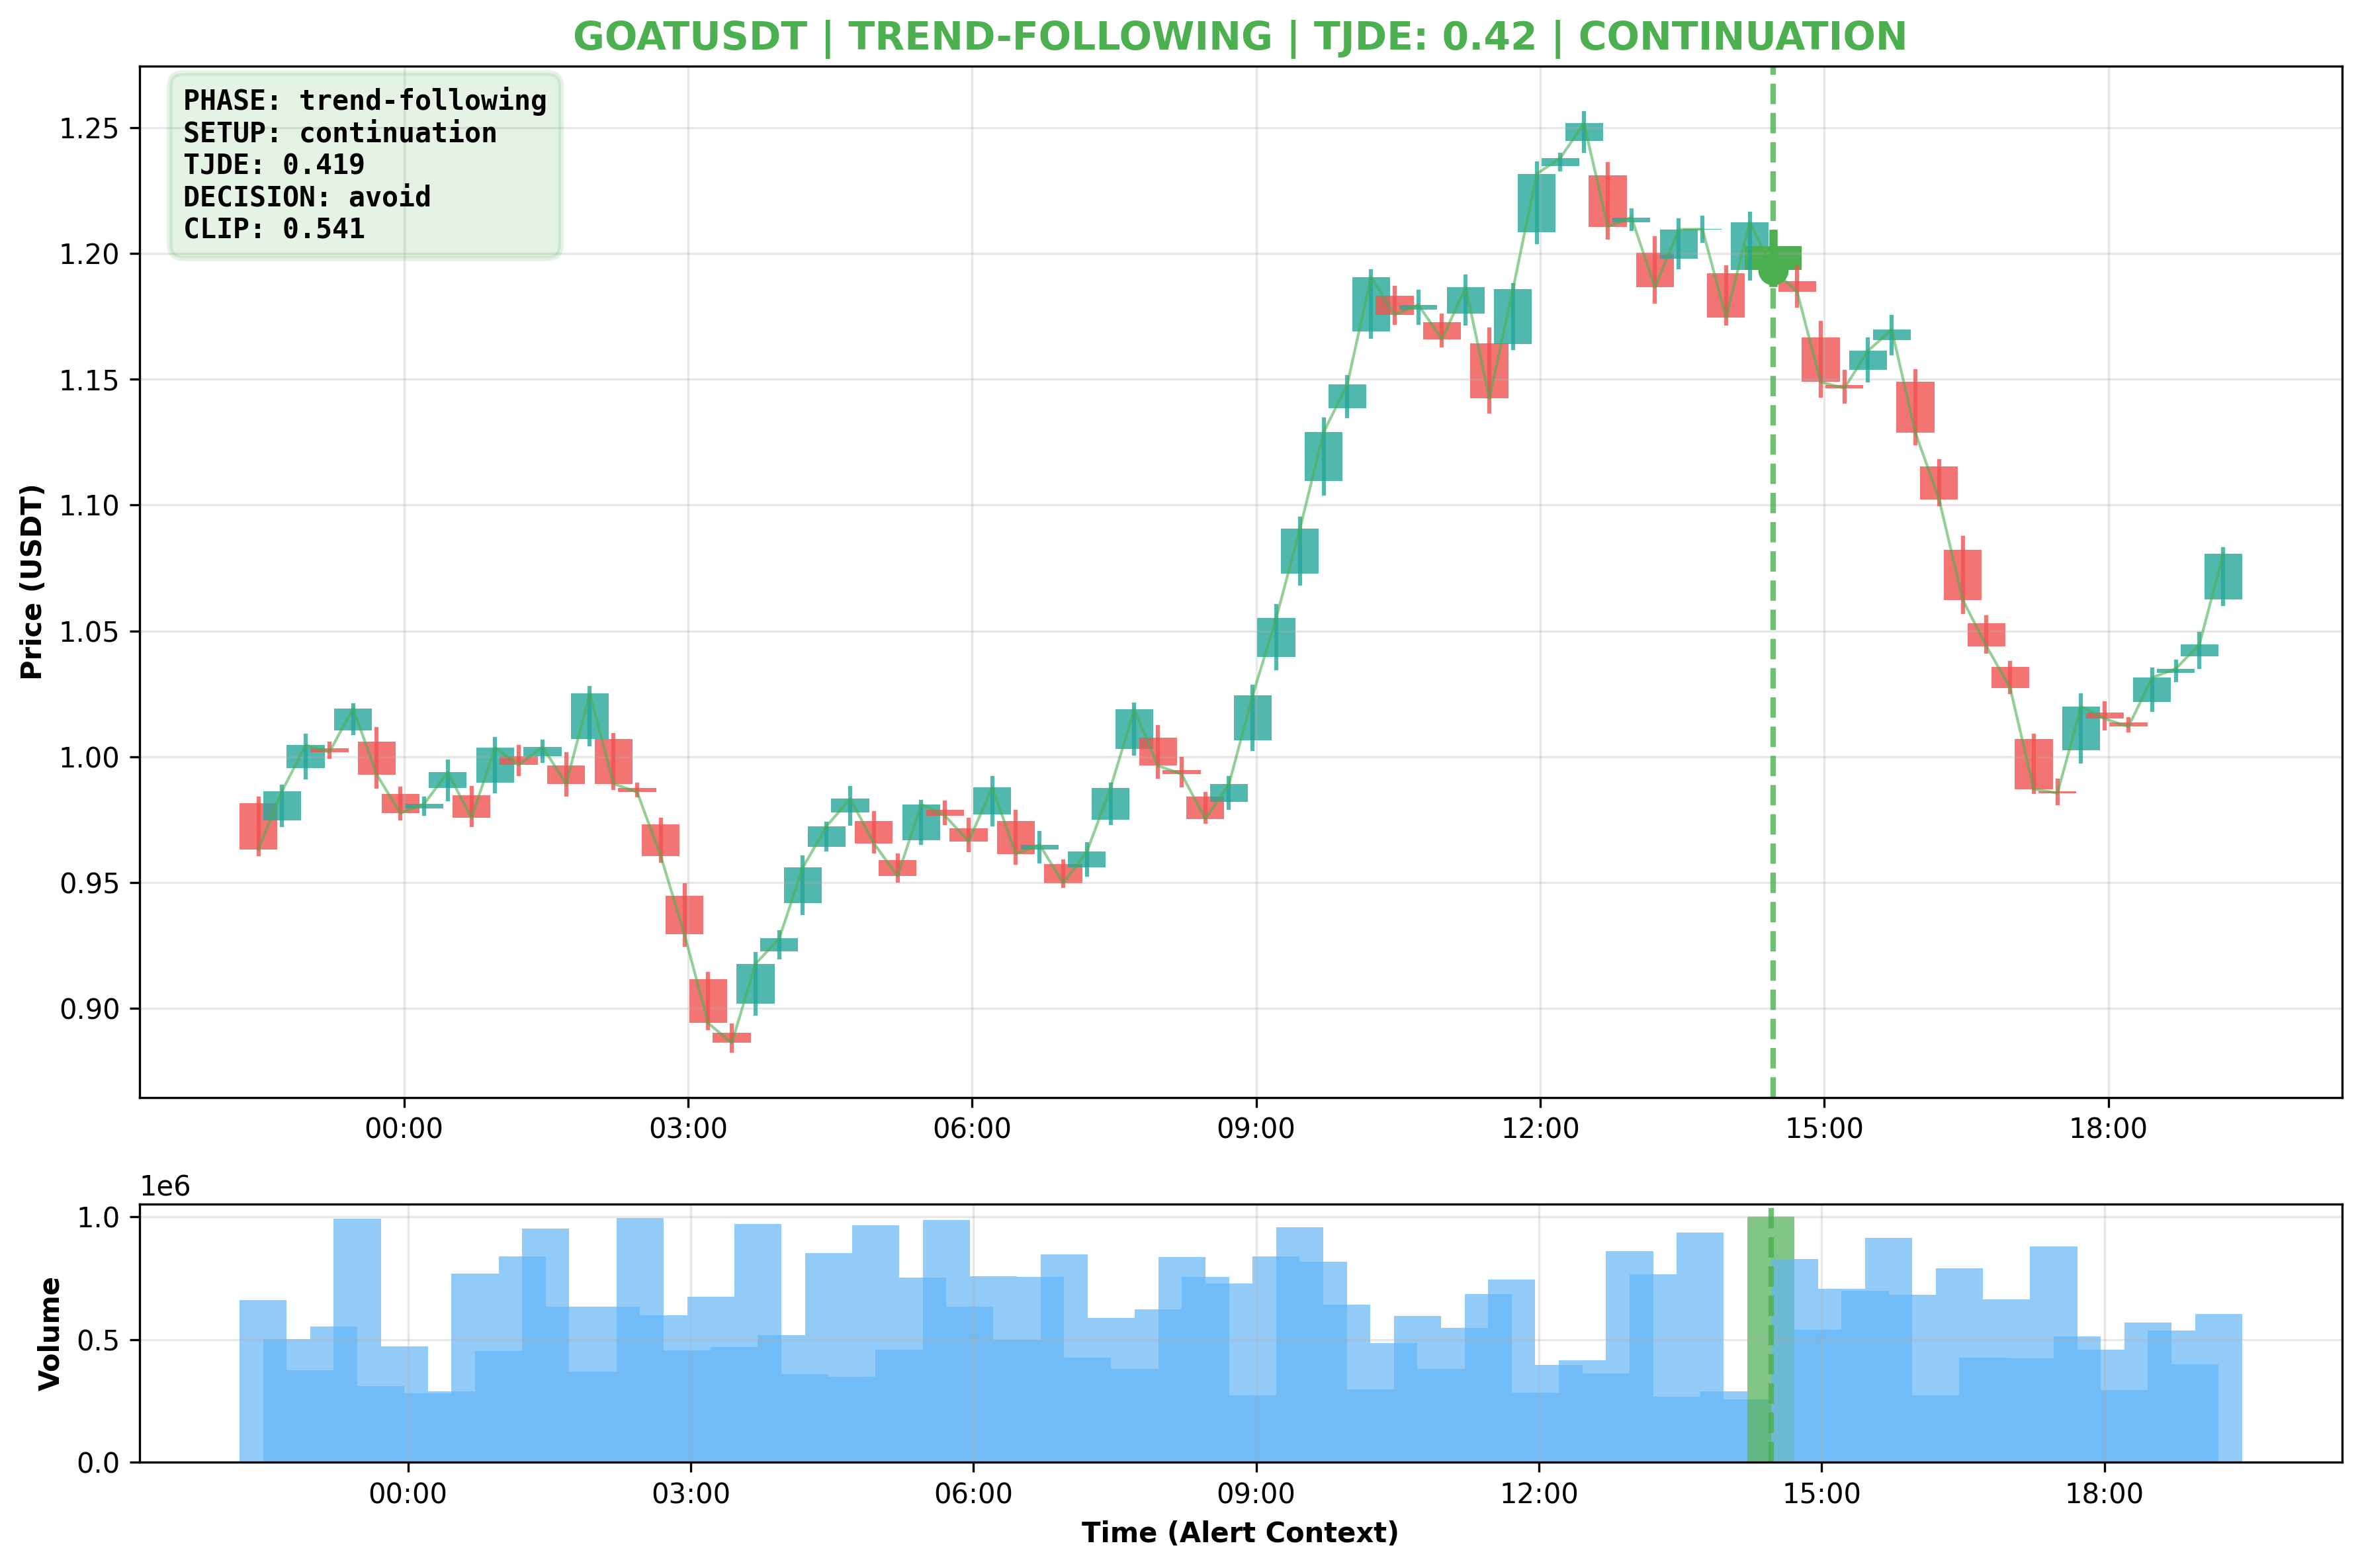 GOATUSDT | TREND-FOLLOWING | TJDE: 0.42 | CONTINUATION
PHASE: trend-following
SETUP: continuation
TJDE: 0.419
DECISION: avoid
CLIP: 0.541
Price (USDT)
1.25
1.20
1.15
1.10
1.05
1.00
0.95
0.90
00:00 03:00 06:00 09:00 12:00 15:00 18:00
1e6
Volume
1.0
0.5
0.0
00:00 03:00 06:00 09:00 12:00 15:00 18:00
Time (Alert Context)